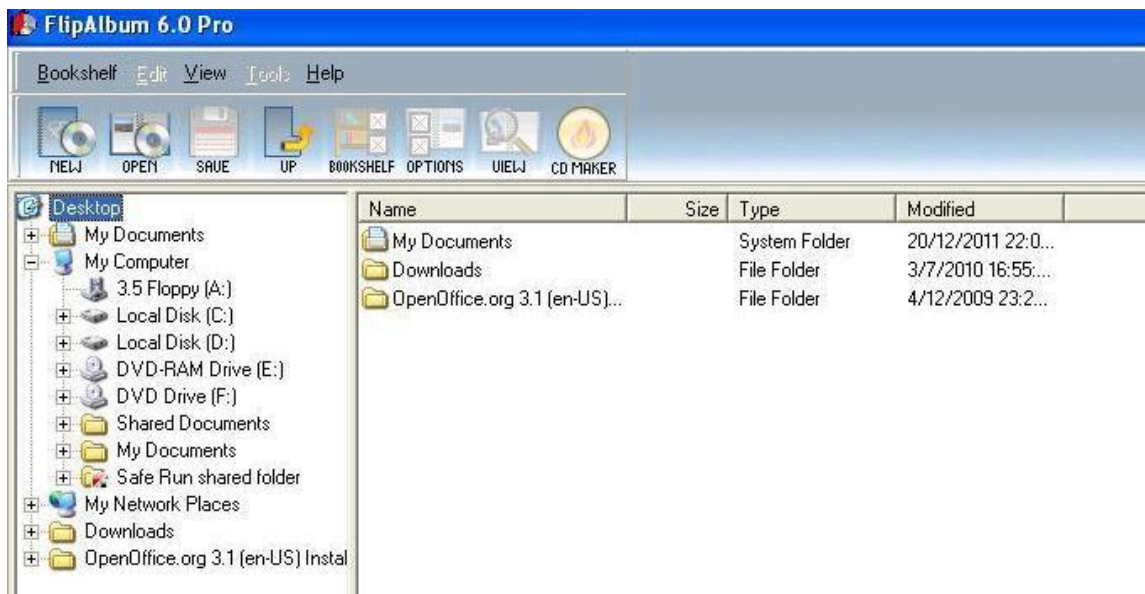 FlipAlbum 6.0 Pro
Bookshelf Edit View Tools Help
NEW OPEN SAVE UP BOOKSHELF OPTIONS VIEW CD MAKER
Desktop
My Documents
My Computer
3.5 Floppy (A:)
Local Disk (C:)
Local Disk (D:)
DVD-RAM Drive (E:)
DVD Drive (F:)
Shared Documents
My Documents
Safe Run shared folder
My Network Places
Downloads
OpenOffice.org 3.1 (en-US) Instal
Name Size Type Modified
My Documents System Folder 20/12/2011 22:0...
Downloads File Folder 3/7/2010 16:55:...
OpenOffice.org 3.1 (en-US)... File Folder 4/12/2009 23:2...